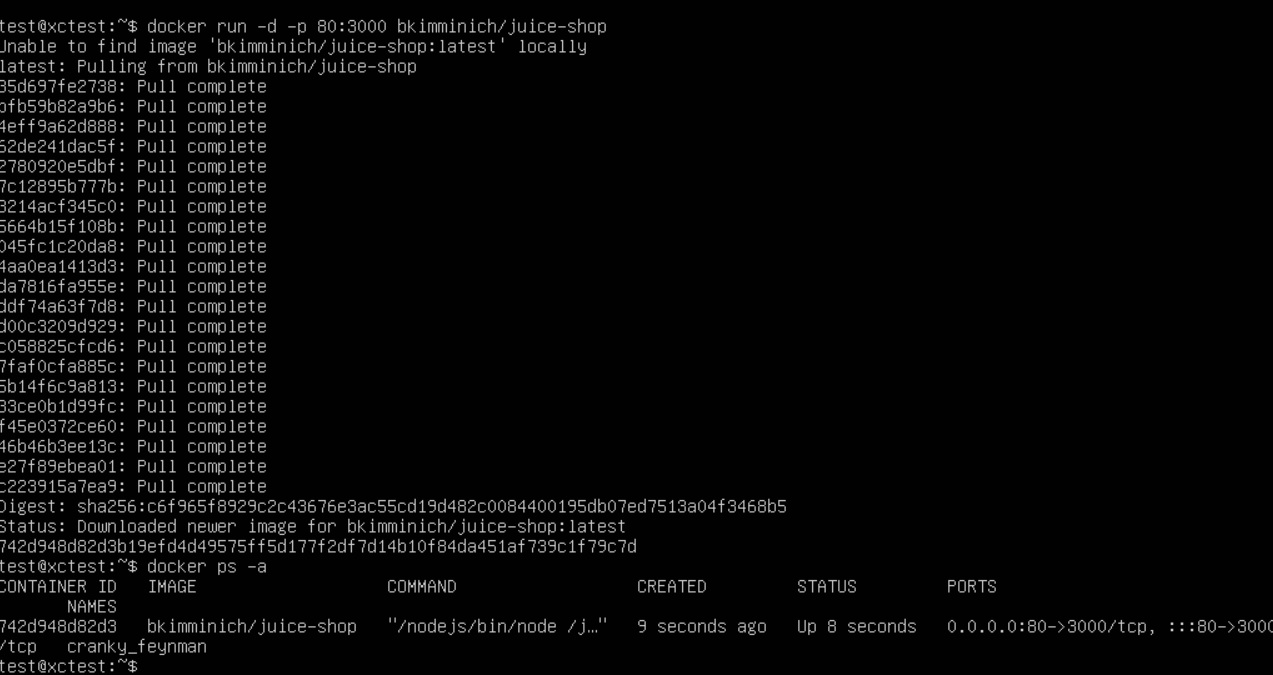 test@xctest:~$ docker run -d -p 80:3000 bkimminich/juice-shop
Unable to find image 'bkimminich/juice-shop:latest' locally
latest: Pulling from bkimminich/juice-shop
35d697fe2738: Pull complete
bfb59b82a9b6: Pull complete
4eff9a62d888: Pull complete
62de241dac5f: Pull complete
2780920e5dbf: Pull complete
7c12895b777b: Pull complete
3214acf345c0: Pull complete
5664b15f108b: Pull complete
045fc1c20da8: Pull complete
4aa0ea1413d3: Pull complete
da7816fa955e: Pull complete
ddf74a63f7d8: Pull complete
d00c3209d929: Pull complete
c058825cfcd6: Pull complete
7faf0cfa885c: Pull complete
5b14f6c9a813: Pull complete
33ce0b1d99fc: Pull complete
f45e0372ce60: Pull complete
46b46b3ee13c: Pull complete
e27f89ebea01: Pull complete
c223915a7ea9: Pull complete
Digest: sha256:c6f965f8929c2c43676e3ac55cd19d482c0084400195db07ed7513a04f3468b5
Status: Downloaded newer image for bkimminich/juice-shop:latest
742d948d82d3b19efd4d49575ff5d177f2df7d14b10f84da451af739c1f79c7d
test@xctest:~$ docker ps -a
CONTAINER ID   IMAGE                   COMMAND                  CREATED         STATUS         PORTS
       NAMES
742d948d82d3   bkimminich/juice-shop   "/nodejs/bin/node /j…"   9 seconds ago   Up 8 seconds   0.0.0.0:80->3000/tcp, :::80->3000
/tcp   cranky_feynman
test@xctest:~$